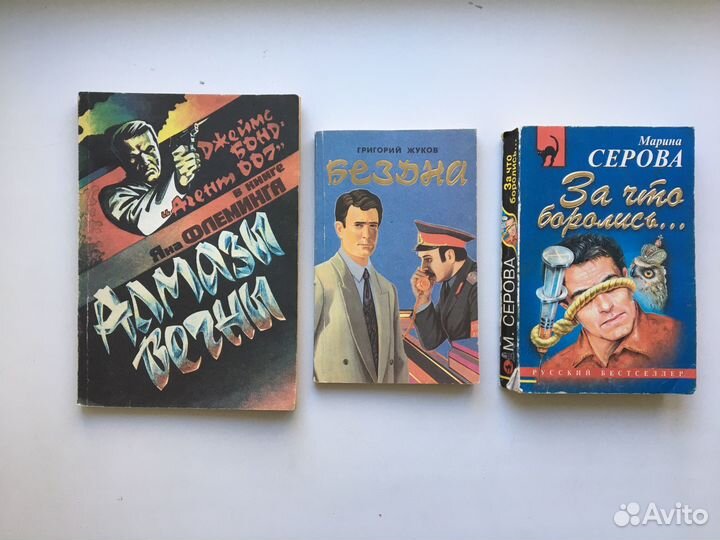 Джеймс
БОНД:
„Агент 007”
в книге
Яна ФЛЕМИНГА
Алмазы
вечны
ГРИГОРИЙ ЖУКОВ
БЕЗДНА
М. СЕРОВА
За что
боролись...
Марина
СЕРОВА
За что
боролись...
РУССКИЙ БЕСТСЕЛЛЕР
Avito